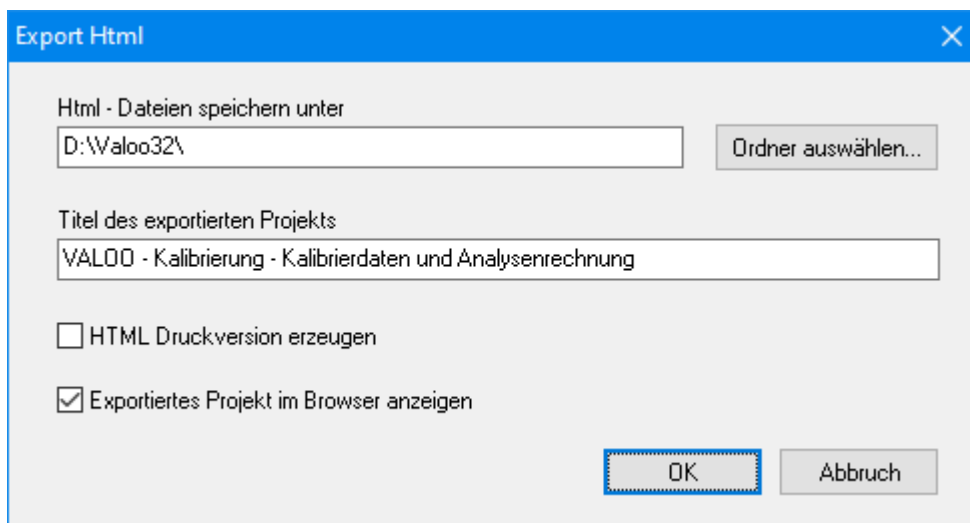 Export Html
Html - Dateien speichern unter
D:\Valoo32\
Ordner auswählen...
Titel des exportierten Projekts
VALOO - Kalibrierung - Kalibrierdaten und Analysenrechnung
HTML Druckversion erzeugen
Exportiertes Projekt im Browser anzeigen
OK
Abbruch